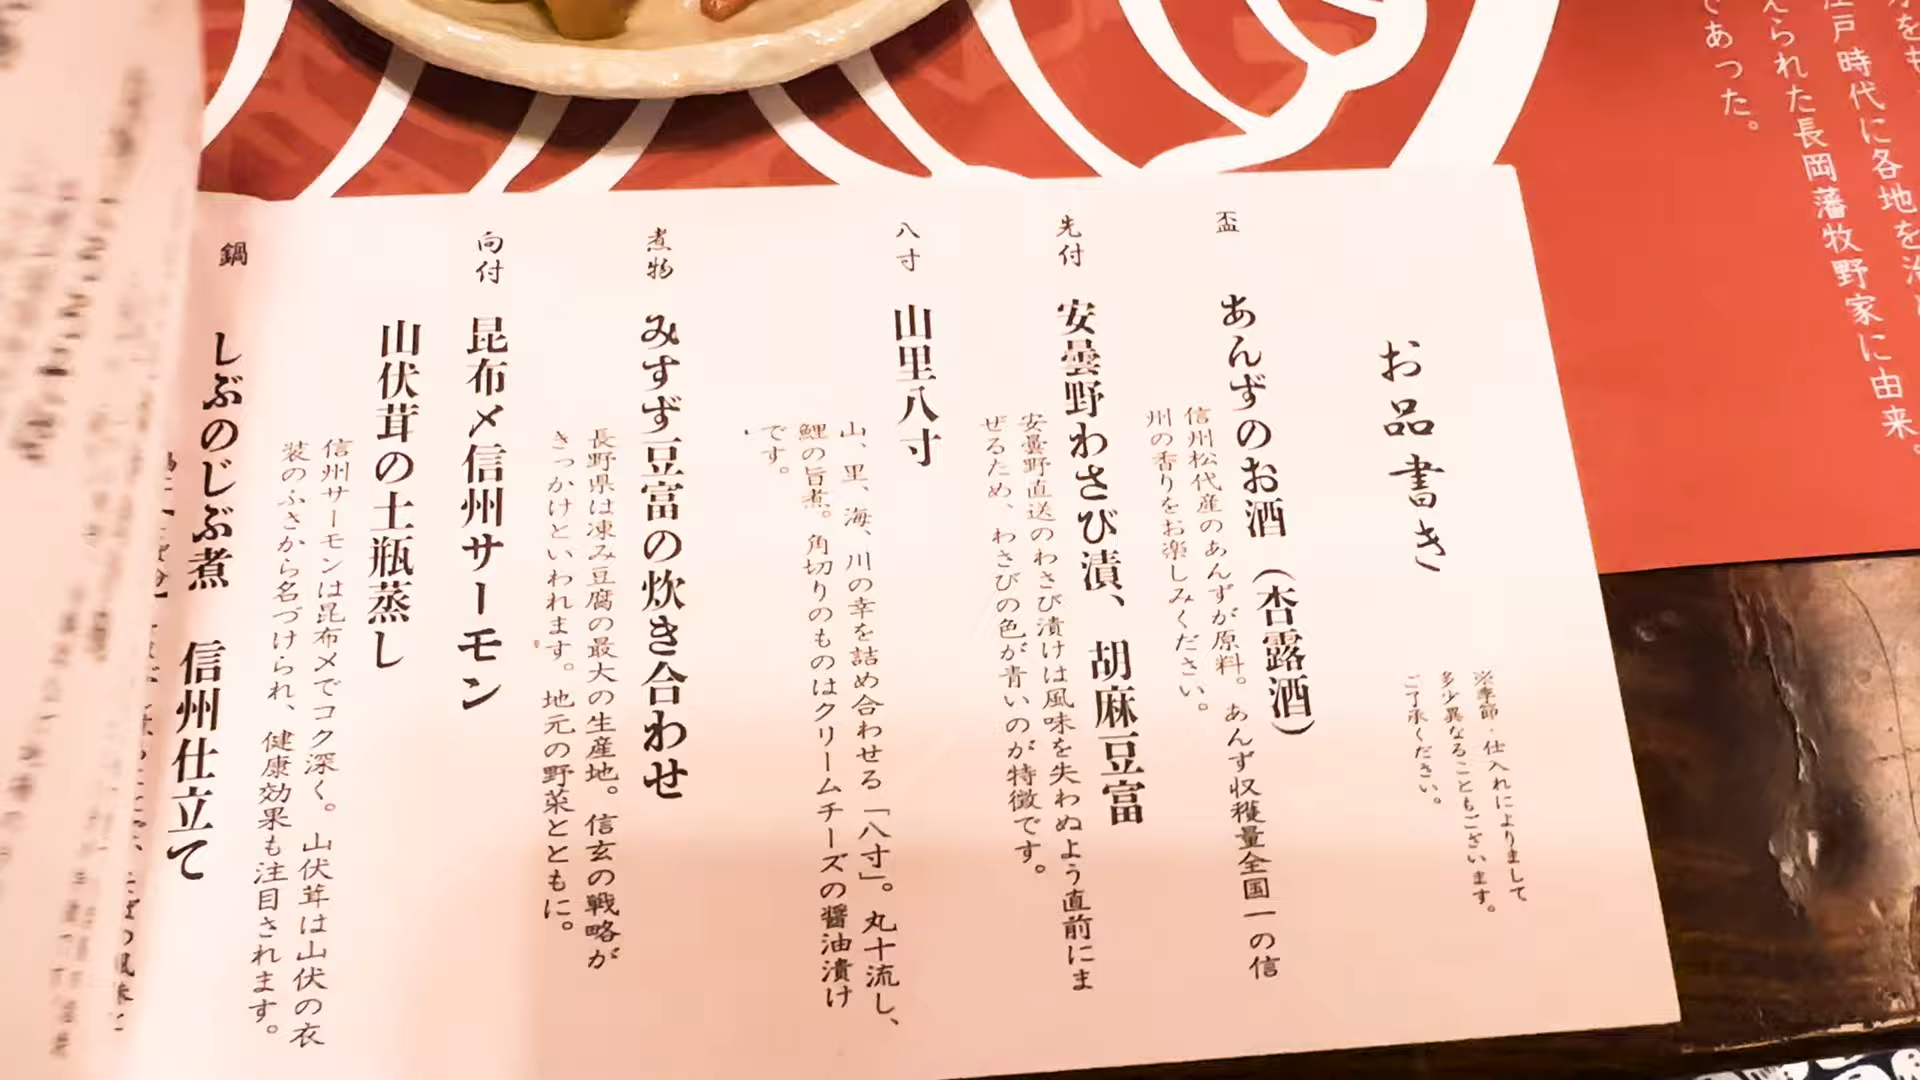 江戸時代に各地を治
えられた長岡藩牧野家に由来。
であった。
お品書き
※季節・仕入れによりまして
多少異なることもございます。
ご了承ください。
盃
あんずのお酒（杏露酒）
信州松代産のあんずが原料。あんず収穫量全国一の信
州の香りをお楽しみください。
先付
安曇野わさび漬、胡麻豆富
安曇野直送のわさび漬けは風味を失わぬよう直前にま
ぜるため、わさびの色が青いのが特徴です。
八寸
山里八寸
山、里、海、川の幸を詰め合わせる「八寸」。丸十流し、
鯉の旨煮。角切りのものはクリームチーズの醤油漬け
です。
煮物
みすず豆富の炊き合わせ
長野県は凍み豆腐の最大の生産地。信玄の戦略が
きっかけといわれます。地元の野菜とともに。
向付
昆布〆信州サーモン
山伏茸の土瓶蒸し
信州サーモンは昆布〆でコク深く。山伏茸は山伏の衣
装のふさから名づけられ、健康効果も注目されます。
鍋
しぶのじぶ煮 信州仕立て